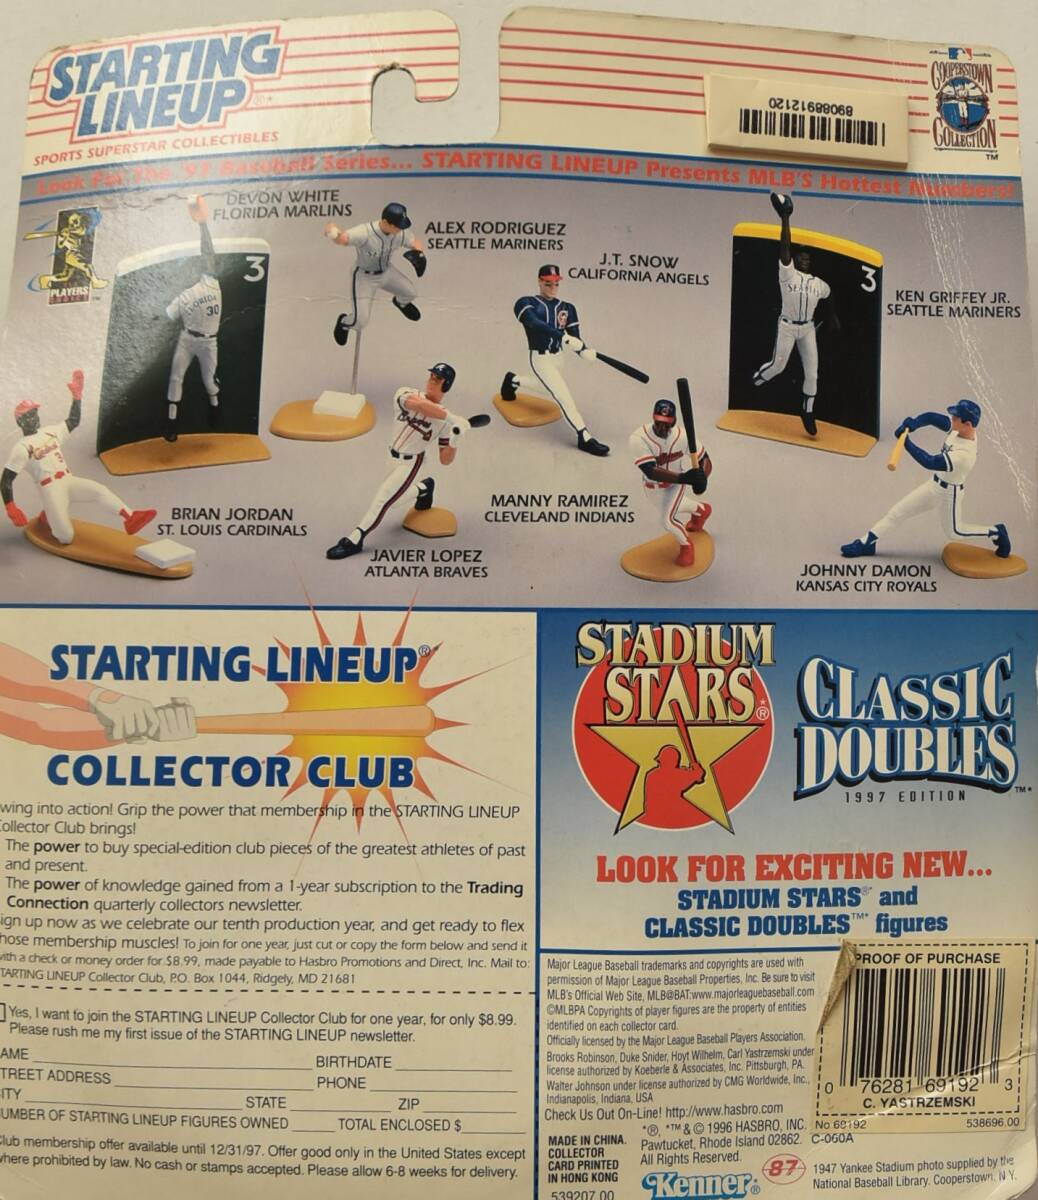 STARTING
LINEUP®*
SPORTS SUPERSTAR COLLECTIBLES
890688912120
COOPERSTOWN
COLLECTION
TM
Look For The '97 Baseball Series... STARTING LINEUP Presents MLB'S Hottest Numbers!
PLAYERS
CHOICE
TM
DEVON WHITE
FLORIDA MARLINS
ALEX RODRIGUEZ
SEATTLE MARINERS
J.T. SNOW
CALIFORNIA ANGELS
KEN GRIFFEY JR.
SEATTLE MARINERS
3
3
FLORIDA
30
BRIAN JORDAN
ST. LOUIS CARDINALS
JAVIER LOPEZ
ATLANTA BRAVES
MANNY RAMIREZ
CLEVELAND INDIANS
JOHNNY DAMON
KANSAS CITY ROYALS
STARTING LINEUP®
COLLECTOR CLUB
wing into action! Grip the power that membership in the STARTING LINEUP
ollector Club brings!
The power to buy special-edition club pieces of the greatest athletes of past
and present.
The power of knowledge gained from a 1-year subscription to the Trading
Connection quarterly collectors newsletter.
ign up now as we celebrate our tenth production year, and get ready to flex
hose membership muscles! To join for one year, just cut or copy the form below and send it
with a check or money order for $8.99, made payable to Hasbro Promotions and Direct, Inc. Mail to:
TARTING LINEUP Collector Club, P.O. Box 1044, Ridgely, MD 21681
Yes, I want to join the STARTING LINEUP Collector Club for one year, for only $8.99.
Please rush me my first issue of the STARTING LINEUP newsletter.
AME BIRTHDATE
TREET ADDRESS PHONE
ITY STATE ZIP
UMBER OF STARTING LINEUP FIGURES OWNED TOTAL ENCLOSED $
lub membership offer available until 12/31/97. Offer good only in the United States except
where prohibited by law. No cash or stamps accepted. Please allow 6-8 weeks for delivery.
STADIUM
STARS®*
CLASSIC
DOUBLES™*
1997 EDITION
LOOK FOR EXCITING NEW...
STADIUM STARS®* and
CLASSIC DOUBLES™* figures
Major League Baseball trademarks and copyrights are used with
permission of Major League Baseball Properties, Inc. Be sure to visit
MLB's Official Web Site, MLB@BAT:www.majorleaguebaseball.com
©MLBPA Copyrights of player figures are the property of entities
identified on each collector card.
Officially licensed by the Major League Baseball Players Association.
Brooks Robinson, Duke Snider, Hoyt Wilhelm, Carl Yastrzemski under
license authorized by Koeberle & Associates, Inc. Pittsburg, PA.
Walter Johnson under license authorized by CMG Worldwide, Inc.,
Indianapolis, Indiana, USA
Check Us Out On-Line! http://www.hasbro.com
MADE IN CHINA.
COLLECTOR
CARD PRINTED
IN HONG KONG
539207.00
*®, *™ & © 1996 HASBRO, INC.
Pawtucket, Rhode Island 02862.
All Rights Reserved.
Kenner®
PROOF OF PURCHASE
0 76281 69192 3
C. YASTRZEMSKI
No 69192 538696.00
C-060A
87
1947 Yankee Stadium photo supplied by the
National Baseball Library. Cooperstown, N.Y.